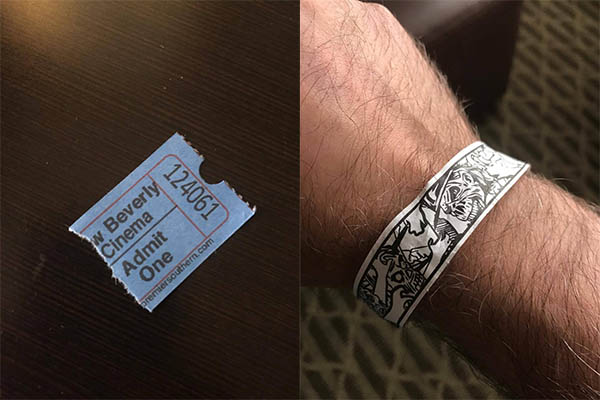 124061
w Beverly
Cinema
Admit
One
premiersouthern.com